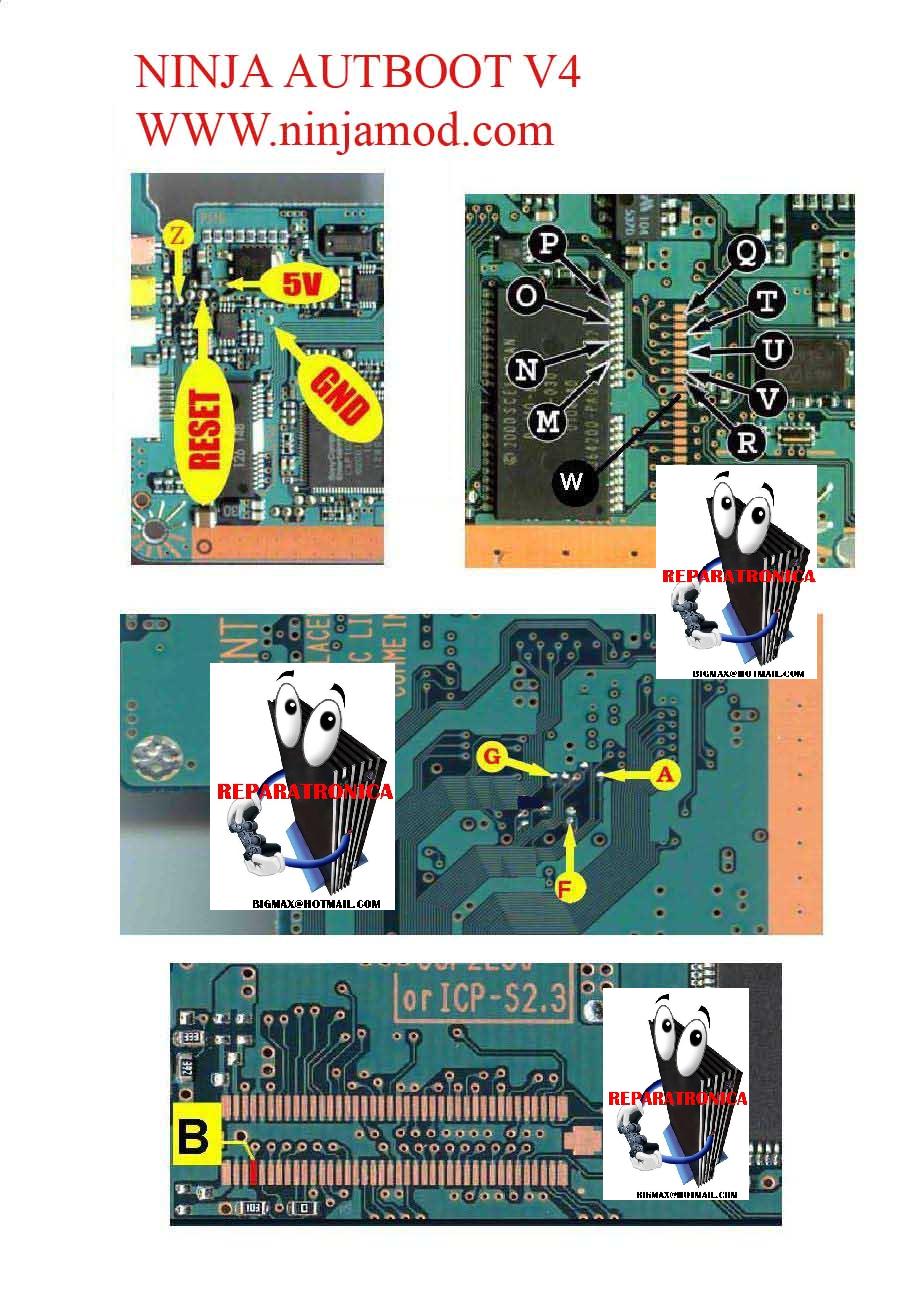 NINJA AUTBOOT V4
WWW.ninjamod.com
Z
5V
RESET
GND
P
O
N
M
Q
T
U
V
R
W
REPARATRONICA
BIGMAX@HOTMAIL.COM
G
A
F
REPARATRONICA
BIGMAX@HOTMAIL.COM
or ICP-S2.3
B
REPARATRONICA
BIGMAX@HOTMAIL.COM